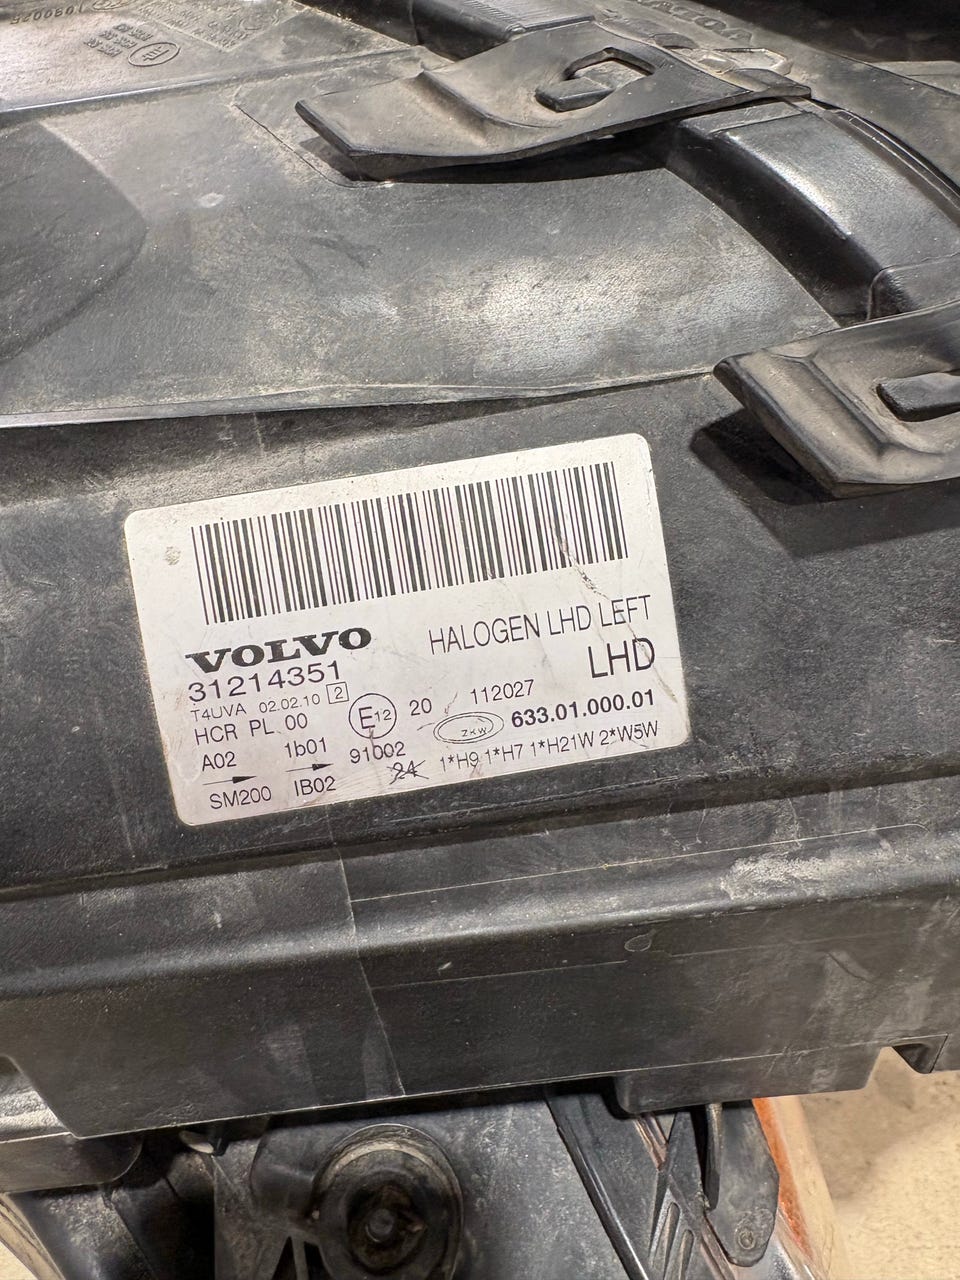 HALOGEN LHD LEFT
VOLVO
LHD
31214351
T4UVA 02.02.10 2
HCR PL 00
E12 20 112027
ZKW 633.01.000.01
A02 1b01 91002
24 1*H9 1*H7 1*H21W 2*W5W
SM200 IB02